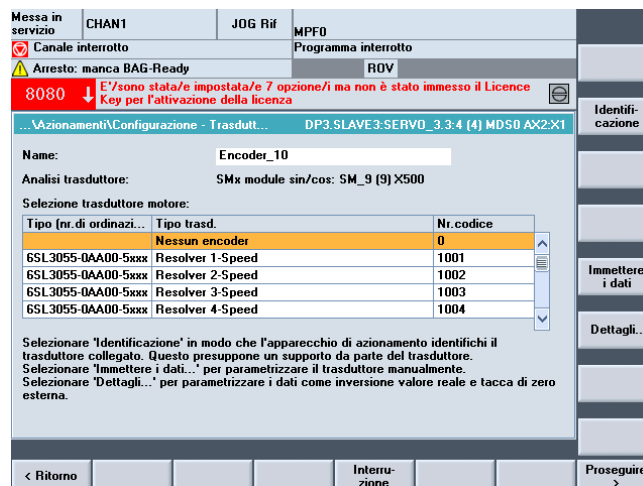 Messa in
servizio
CHAN1
JOG Rif
MPF0
Canale interrotto
Programma interrotto
Arresto: manca BAG-Ready
ROV
8080
E'/sono stata/e impostata/e 7 opzione/i ma non è stato immesso il Licence
Key per l'attivazione della licenza
...\Azionamenti\Configurazione - Trasdutt...
DP3.SLAVE3:SERVO_3.3:4 (4) MDS0 AX2:X1
Name:
Encoder_10
Analisi trasduttore:
SMx module sin/cos: SM_9 (9) X500
Selezione trasduttore motore:
Tipo (nr.di ordinazi... Tipo trasd. Nr.codice
Nessun encoder 0
6SL3055-0AA00-5xxx Resolver 1-Speed 1001
6SL3055-0AA00-5xxx Resolver 2-Speed 1002
6SL3055-0AA00-5xxx Resolver 3-Speed 1003
6SL3055-0AA00-5xxx Resolver 4-Speed 1004
Selezionare 'Identificazione' in modo che l'apparecchio di azionamento identifichi il
trasduttore collegato. Questo presuppone un supporto da parte del trasduttore.
Selezionare 'Immettere i dati...' per parametrizzare il trasduttore manualmente.
Selezionare 'Dettagli...' per parametrizzare i dati come inversione valore reale e tacca di zero
esterna.
Identifi-
cazione
Immettere
i dati
Dettagli...
< Ritorno
Interru-
zione
Proseguire
>